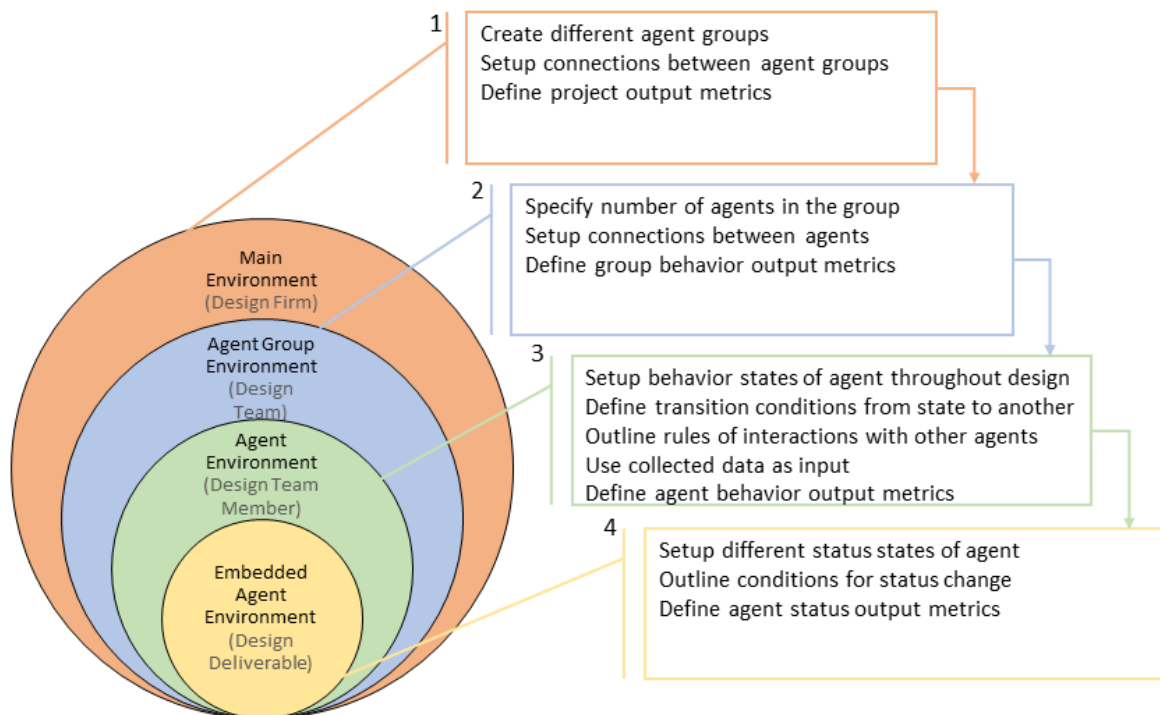 1
Create different agent groups
Setup connections between agent groups
Define project output metrics
2
Specify number of agents in the group
Setup connections between agents
Define group behavior output metrics
3
Setup behavior states of agent throughout design
Define transition conditions from state to another
Outline rules of interactions with other agents
Use collected data as input
Define agent behavior output metrics
4
Setup different status states of agent
Outline conditions for status change
Define agent status output metrics
Main
Environment
(Design Firm)
Agent Group
Environment
(Design
Team)
Agent
Environment
(Design Team
Member)
Embedded
Agent
Environment
(Design
Deliverable)